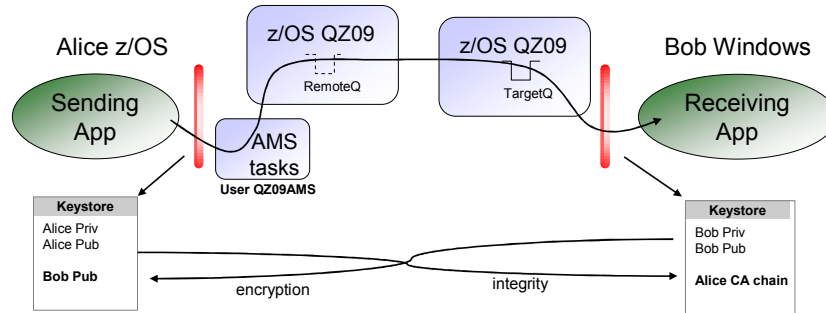 Alice z/OS
z/OS QZ09
z/OS QZ09
Bob Windows
Sending
App
RemoteQ
TargetQ
Receiving
App
AMS
tasks
User QZ09AMS
Keystore
Alice Priv
Alice Pub
Bob Pub
Keystore
Bob Priv
Bob Pub
Alice CA chain
encryption
integrity